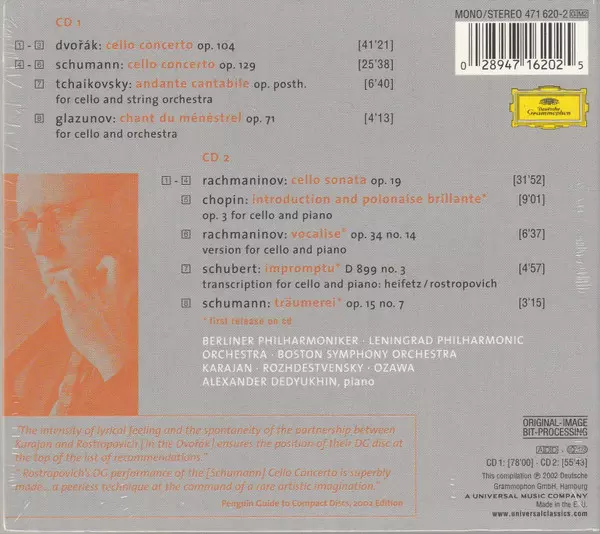 MONO/STEREO 471 620-2 GM2
CD 1
1 - 3 dvořák: cello concerto op. 104 [41'21]
4 - 6 schumann: cello concerto op. 129 [25'38]
7 tchaikovsky: andante cantabile op. posth. [6'40]
for cello and string orchestra
8 glazunov: chant du ménéstrel op. 71 [4'13]
for cello and orchestra
0 28947 16202 5
Deutsche
Grammophon
CD 2
1 - 4 rachmaninov: cello sonata op. 19 [31'52]
5 chopin: introduction and polonaise brillante* [9'01]
op. 3 for cello and piano
6 rachmaninov: vocalise* op. 34 no. 14 [6'37]
version for cello and piano
7 schubert: impromptu* D 899 no. 3 [4'57]
transcription for cello and piano: heifetz / rostropovich
8 schumann: träumerei* op. 15 no. 7 [3'15]
* first release on cd
BERLINER PHILHARMONIKER · LENINGRAD PHILHARMONIC
ORCHESTRA · BOSTON SYMPHONY ORCHESTRA
KARAJAN · ROZHDESTVENSKY · OZAWA
ALEXANDER DEDYUKHIN, piano
"The intensity of lyrical feeling and the spontaneity of the partnership between
Karajan and Rostropovich [in the Dvořák] ensures the position of their DG disc at
the top of the list of recommendations."
"Rostropovich's DG performance of the [Schumann] Cello Concerto is superbly
made... a peerless technique at the command of a rare artistic imagination."
Penguin Guide to Compact Discs, 2002 Edition
ORIGINAL-IMAGE
BIT-PROCESSING
ADD
CD 1: [78'00] · CD 2: [55'43]
This compilation ℗ 2002 Deutsche
Grammophon GmbH, Hamburg
A UNIVERSAL MUSIC COMPANY
Made in the E. U.
www.universalclassics.com